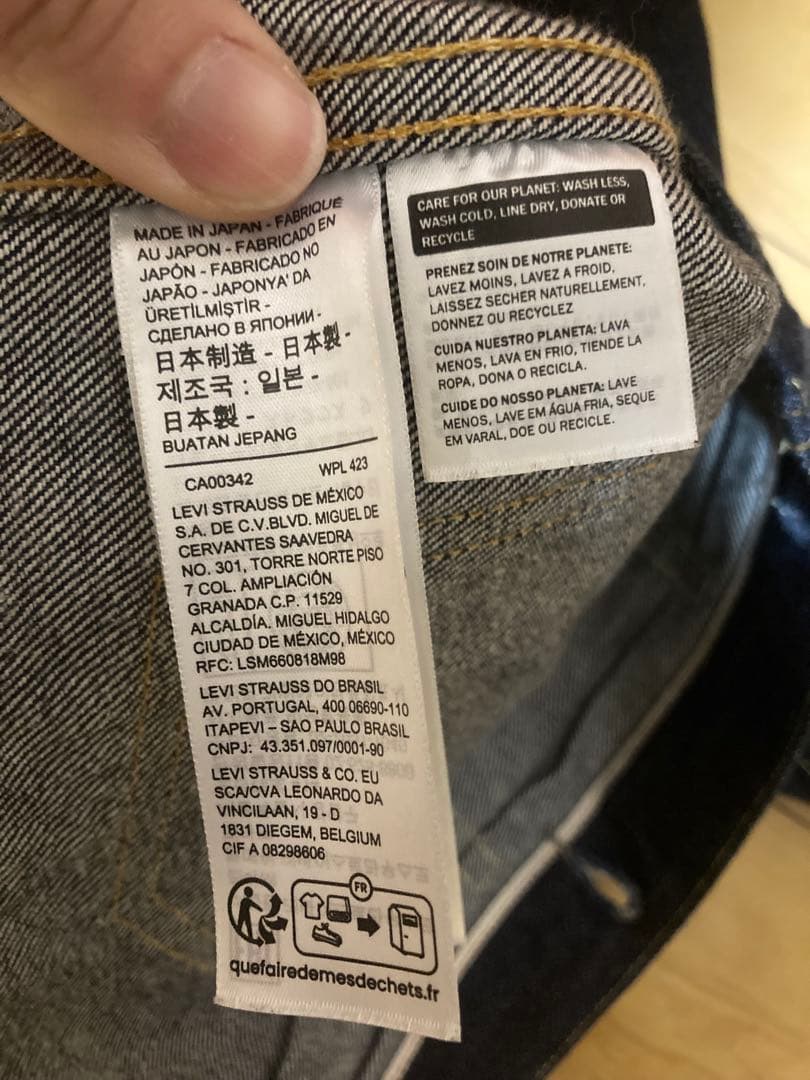 MADE IN JAPAN - FABRIQUÉ
AU JAPON - FABRICADO EN
JAPÓN - FABRICADO NO
JAPÃO - JAPONYA' DA
ÜRETİLMİŞTİR -
СДЕЛАНО В ЯПОНИИ -
日本制造 - 日本製 -
제조국 : 일본 -
日本製 -
BUATAN JEPANG
CA00342 WPL 423
LEVI STRAUSS DE MÉXICO
S.A. DE C.V.BLVD. MIGUEL DE
CERVANTES SAAVEDRA
NO. 301, TORRE NORTE PISO
7 COL. AMPLIACIÓN
GRANADA C.P. 11529
ALCALDÍA. MIGUEL HIDALGO
CIUDAD DE MÉXICO, MÉXICO
RFC: LSM660818M98
LEVI STRAUSS DO BRASIL
AV. PORTUGAL, 400 06690-110
ITAPEVI – SAO PAULO BRASIL
CNPJ: 43.351.097/0001-90
LEVI STRAUSS & CO. EU
SCA/CVA LEONARDO DA
VINCILAAN, 19 - D
1831 DIEGEM, BELGIUM
CIF A 08298606
FR
quefairedemesdechets.fr
CARE FOR OUR PLANET: WASH LESS,
WASH COLD, LINE DRY, DONATE OR
RECYCLE
PRENEZ SOIN DE NOTRE PLANETE:
LAVEZ MOINS, LAVEZ A FROID,
LAISSEZ SECHER NATURELLEMENT,
DONNEZ OU RECYCLEZ
CUIDA NUESTRO PLANETA: LAVA
MENOS, LAVA EN FRIO, TIENDE LA
ROPA, DONA O RECICLA.
CUIDE DO NOSSO PLANETA: LAVE
MENOS, LAVE EM ÁGUA FRIA, SEQUE
EM VARAL, DOE OU RECICLE.